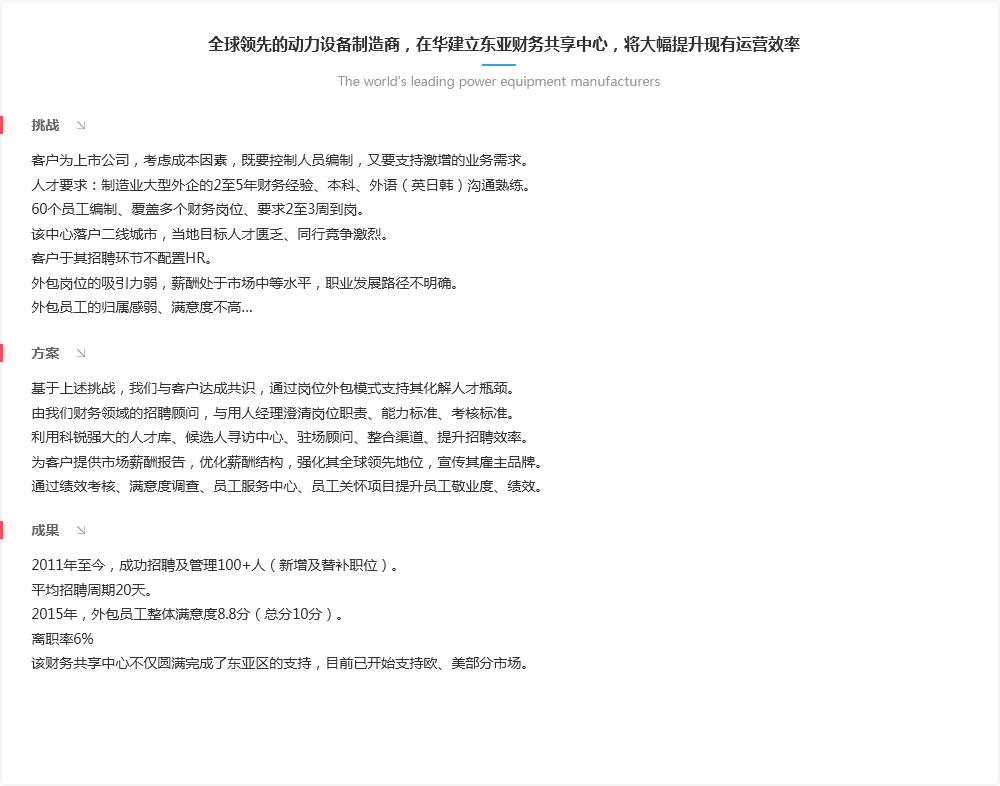 全球领先的动力设备制造商，在华建立东亚财务共享中心，将大幅提升现有运营效率
The world's leading power equipment manufacturers
挑战
客户为上市公司，考虑成本因素，既要控制人员编制，又要支持激增的业务需求。
人才要求：制造业大型外企的2至5年财务经验、本科、外语（英日韩）沟通熟练。
60个员工编制、覆盖多个财务岗位、要求2至3周到岗。
该中心落户二线城市，当地目标人才匮乏、同行竞争激烈。
客户于其招聘环节不配置HR。
外包岗位的吸引力弱，薪酬处于市场中等水平，职业发展路径不明确。
外包员工的归属感弱、满意度不高...
方案
基于上述挑战，我们与客户达成共识，通过岗位外包模式支持其化解人才瓶颈。
由我们财务领域的招聘顾问，与用人经理澄清岗位职责、能力标准、考核标准。
利用科锐强大的人才库、候选人寻访中心、驻场顾问、整合渠道、提升招聘效率。
为客户提供市场薪酬报告，优化薪酬结构，强化其全球领先地位，宣传其雇主品牌。
通过绩效考核、满意度调查、员工服务中心、员工关怀项目提升员工敬业度、绩效。
成果
2011年至今，成功招聘及管理100+人（新增及替补职位）。
平均招聘周期20天。
2015年，外包员工整体满意度8.8分（总分10分）。
离职率6%
该财务共享中心不仅圆满完成了东亚区的支持，目前已开始支持欧、美部分市场。